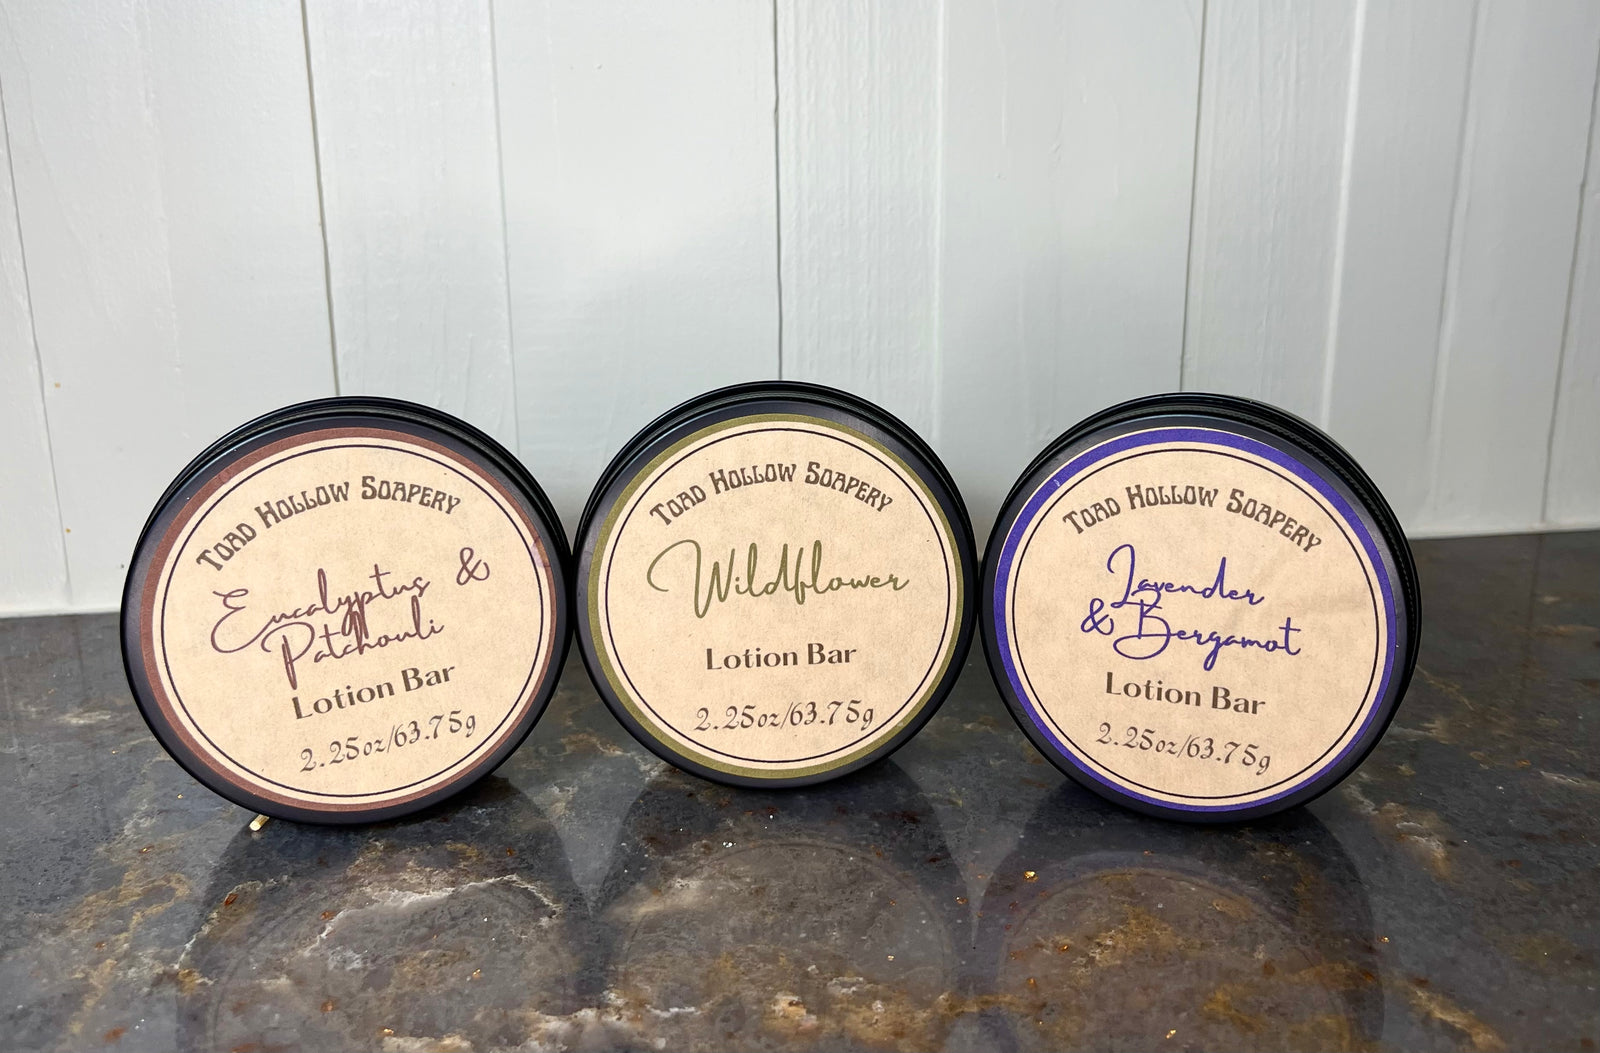 Toad Hollow Soapery
Eucalyptus &
Patchouli
Lotion Bar
2.25oz/63.75g
Toad Hollow Soapery
Wildflower
Lotion Bar
2.25oz/63.75g
Toad Hollow Soapery
Lavender
& Bergamot
Lotion Bar
2.25oz/63.75g